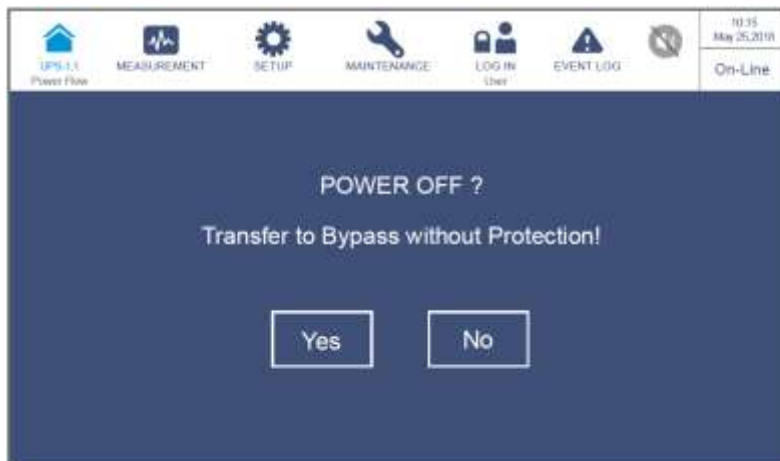 UPS-1.1
Power Flow
MEASUREMENT
SETUP
MAINTENANCE
LOG IN
User
EVENT LOG
10:15
May 25,2018
On-Line
POWER OFF ?
Transfer to Bypass without Protection!
Yes
No